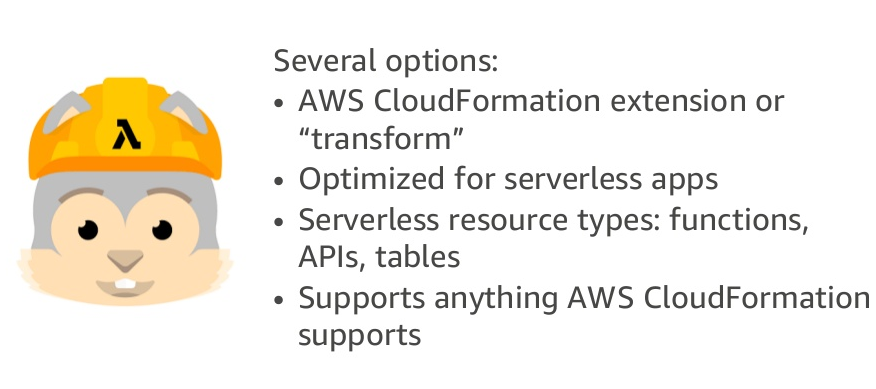 Several options:
• AWS CloudFormation extension or
“transform”
• Optimized for serverless apps
• Serverless resource types: functions,
APIs, tables
• Supports anything AWS CloudFormation
supports
λ